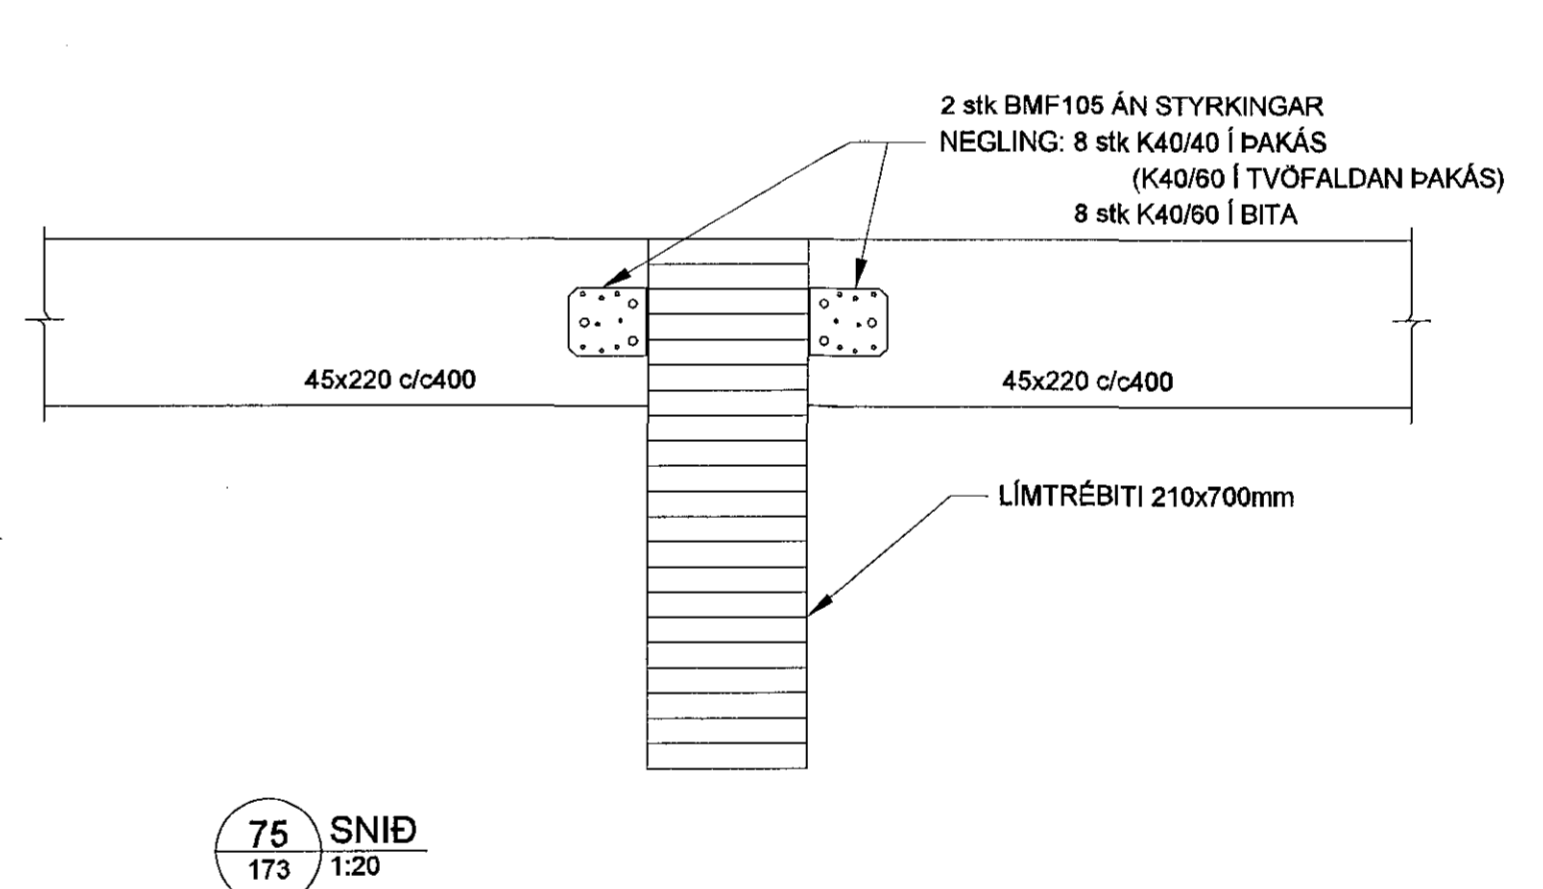 2 stk BMF105 ÁN STYRKINGAR
NEGLING: 8 stk K40/40 Í ÞAKÁS
(K40/60 Í TVÖFALDAN ÞAKÁS)
8 stk K40/60 Í BITA
45x220 c/c400
45x220 c/c400
LÍMTRÉBITI 210x700mm
75 SNIÐ
173 1:20